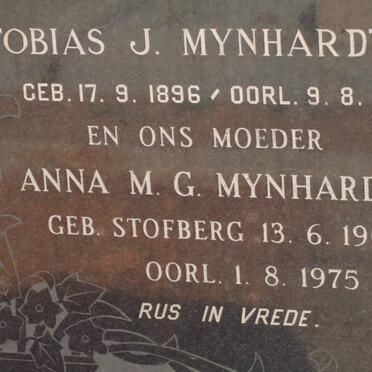 TOBIAS J. MYNHARDT
GEB. 17. 9. 1896 / OORL. 9. 8.
EN ONS MOEDER
ANNA M. G. MYNHARD
GEB. STOFBERG 13. 6. 19
OORL. 1. 8. 1975
RUS IN VREDE.